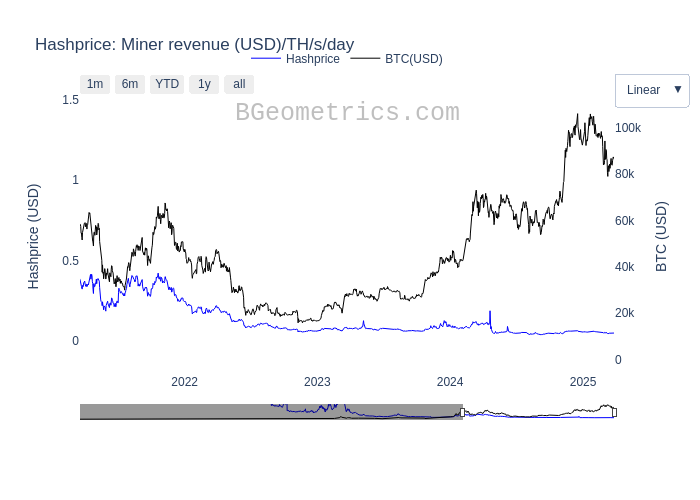 Hashprice: Miner revenue (USD)/TH/s/day
Hashprice BTC(USD)
1m 6m YTD 1y all
Linear ▼
BGeometrics.com
1.5
1
0.5
0
Hashprice (USD)
100k
80k
60k
40k
20k
0
BTC (USD)
2022 2023 2024 2025